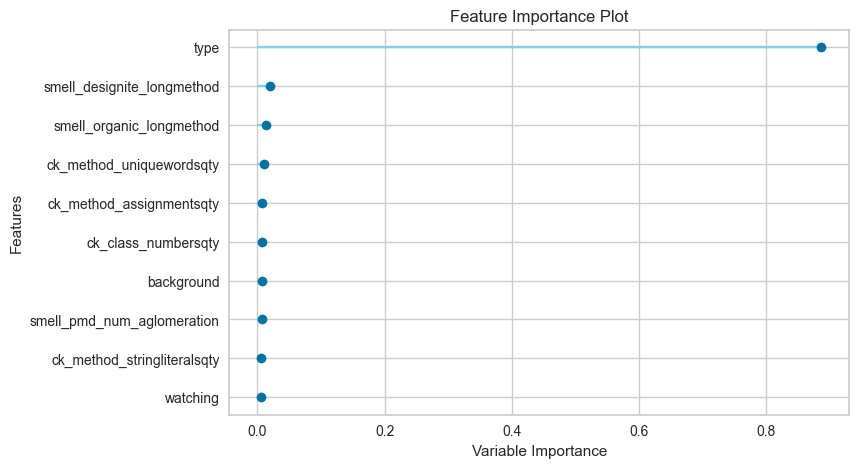 Feature Importance Plot
type
smell_designite_longmethod
smell_organic_longmethod
ck_method_uniquewordsqty
ck_method_assignmentsqty
ck_class_numbersqty
background
smell_pmd_num_aglomeration
ck_method_stringliteralsqty
watching
Features
0.0 0.2 0.4 0.6 0.8
Variable Importance